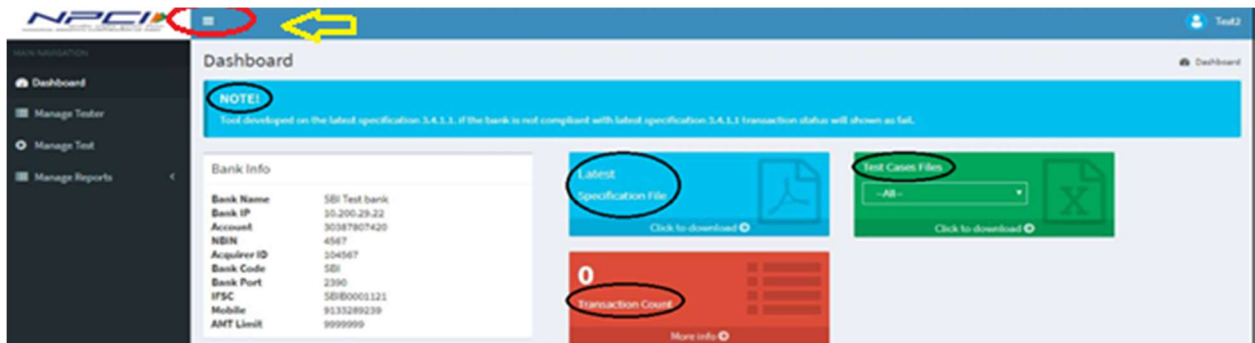 NPCI
Test2
MAIN NAVIGATION
Dashboard
Manage Tester
Manage Test
Manage Reports
Dashboard
Dashboard
NOTE!
Tool developed on the latest specification 3.4.1.1. if the bank is not compliant with latest specification 3.4.1.1 transaction status will shown as fail.
Bank Info
Bank Name SBI Test bank
Bank IP 10.200.29.22
Account 30387807420
NBIN 4567
Acquirer ID 104567
Bank Code SBI
Bank Port 2390
IFSC SBIB0001121
Mobile 9133289239
AMT Limit 9999999
Latest
Specification File
Click to download
Test Cases Files
--All--
Click to download
0
Transaction Count
More info